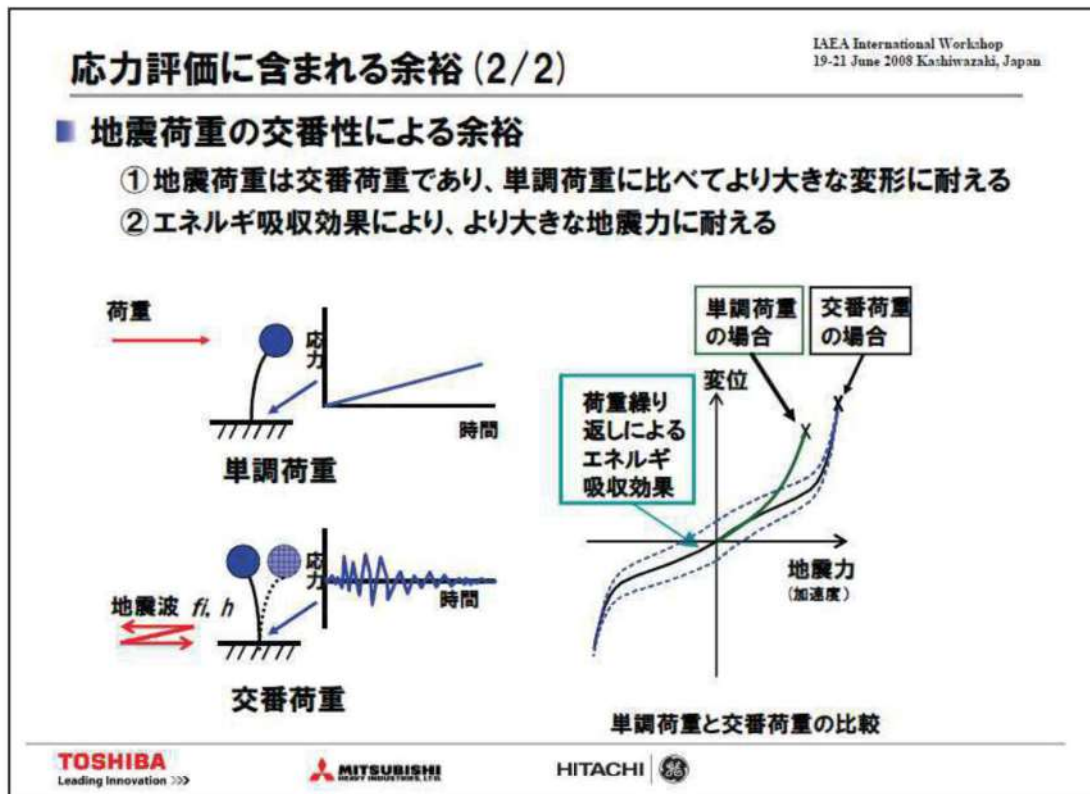 応力評価に含まれる余裕(2/2)
IAEA International Workshop
19-21 June 2008 Kashiwazaki, Japan
地震荷重の交番性による余裕
①地震荷重は交番荷重であり、単調荷重に比べてより大きな変形に耐える
②エネルギ吸収効果により、より大きな地震力に耐える
荷重
応力
時間
単調荷重
地震波 fi, h
応力
時間
交番荷重
単調荷重
の場合
交番荷重
の場合
変位
荷重繰り
返しによる
エネルギ
吸収効果
地震力
(加速度)
単調荷重と交番荷重の比較
TOSHIBA
Leading Innovation >>>
MITSUBISHI
HEAVY INDUSTRIES, LTD.
HITACHI